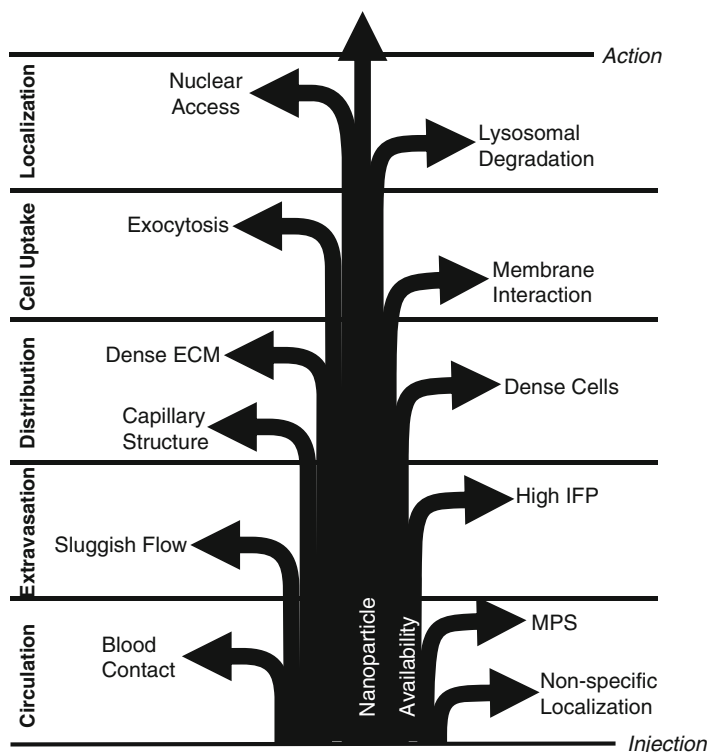 Action
Localization
Nuclear
Access
Lysosomal
Degradation
Cell Uptake
Exocytosis
Membrane
Interaction
Distribution
Dense ECM
Dense Cells
Capillary
Structure
Extravasation
High IFP
Sluggish Flow
Circulation
Nanoparticle
Availability
MPS
Blood
Contact
Non-specific
Localization
Injection